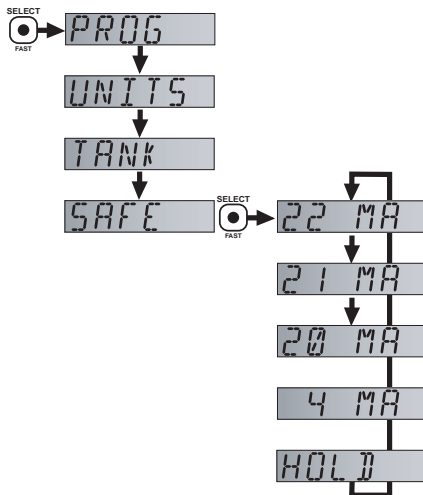 SELECT
FAST
PROG
UNITS
TANK
SAFE
SELECT
FAST
22 MA
21 MA
20 MA
4 MA
HOLD